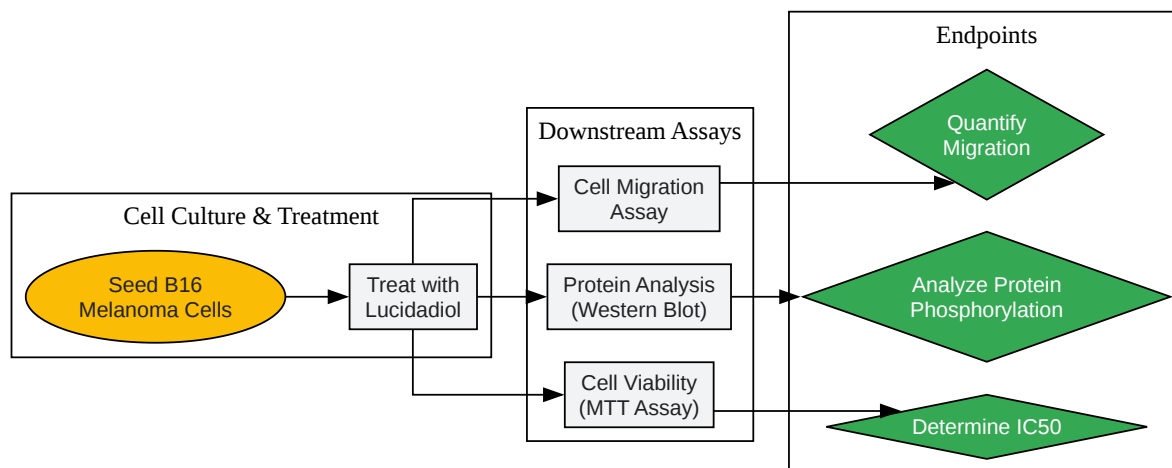 Cell Culture & Treatment
Seed B16
Melanoma Cells
Treat with
Lucidadiol
Downstream Assays
Cell Migration
Assay
Protein Analysis
(Western Blot)
Cell Viability
(MTT Assay)
Endpoints
Quantify
Migration
Analyze Protein
Phosphorylation
Determine IC50